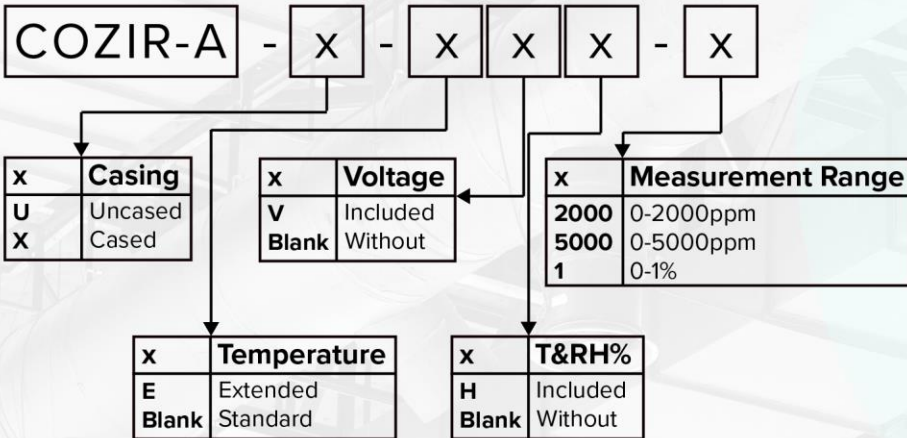 COZIR-A - x - x x x - x
x Casing
U Uncased
X Cased
x Voltage
V Included
Blank Without
x Measurement Range
2000 0-2000ppm
5000 0-5000ppm
1 0-1%
x Temperature
E Extended
Blank Standard
x T&RH%
H Included
Blank Without